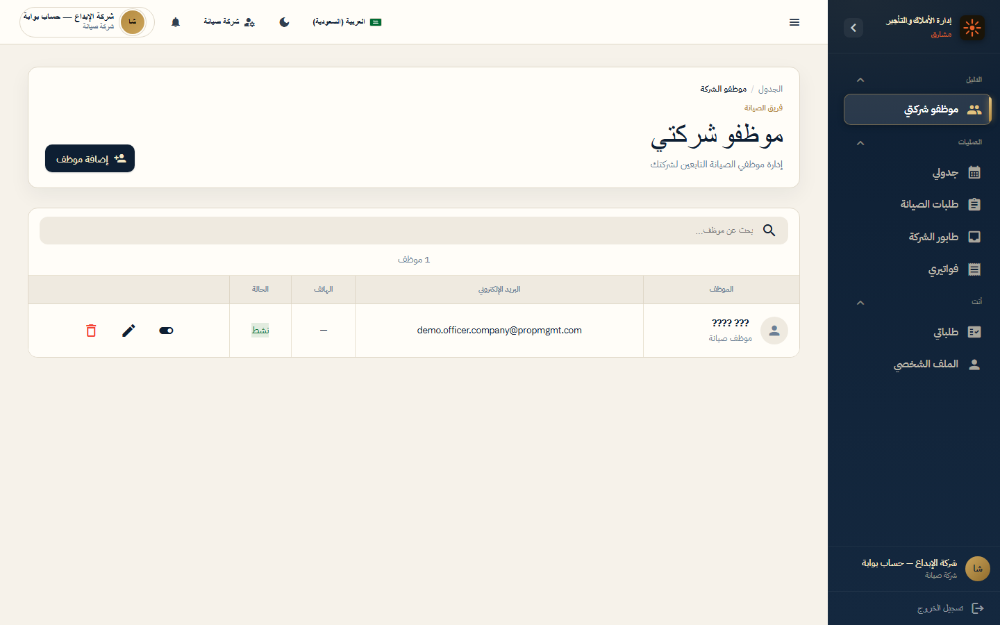 إدارة الأملاك والتأجير
مشارق
الدليل
موظفو شركتي
العمليات
جدولي
طلبات الصيانة
طابور الشركة
فواتيري
أنت
طلباتي
الملف الشخصي
شا
شركة الإبداع — حساب بوابة
شركة صيانة
تسجيل الخروج
العربية (السعودية)
شركة صيانة
شا
شركة الإبداع — حساب بوابة
شركة صيانة
الجدول / موظفو الشركة
فريق الصيانة
موظفو شركتي
إدارة موظفي الصيانة التابعين لشركتك
إضافة موظف
بحث عن موظف...
1 موظف
الموظف البريد الإلكتروني الهاتف الحالة
??? ????
موظف صيانة
demo.officer.company@propmgmt.com
—
نشط